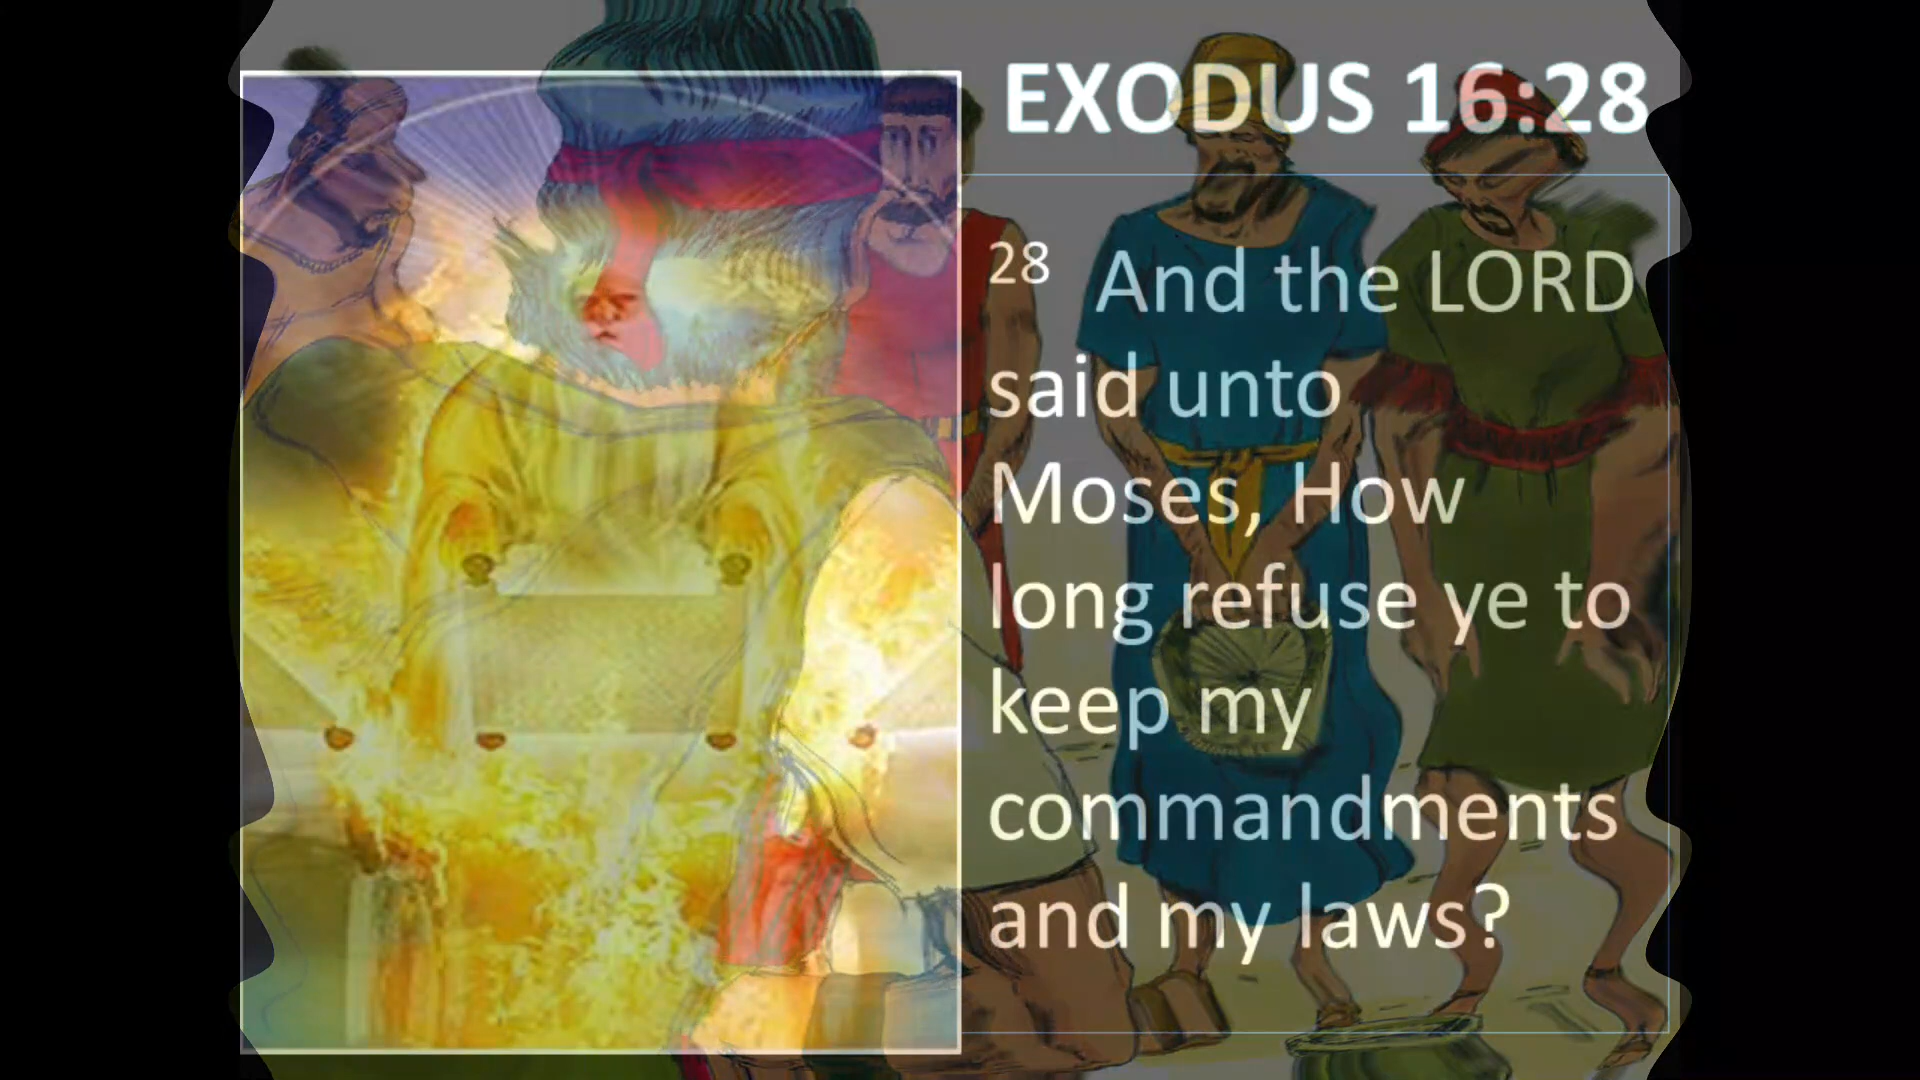 EXODUS 16:28
28 And the LORD
said unto
Moses, How
long refuse ye to
keep my
commandments
and my laws?